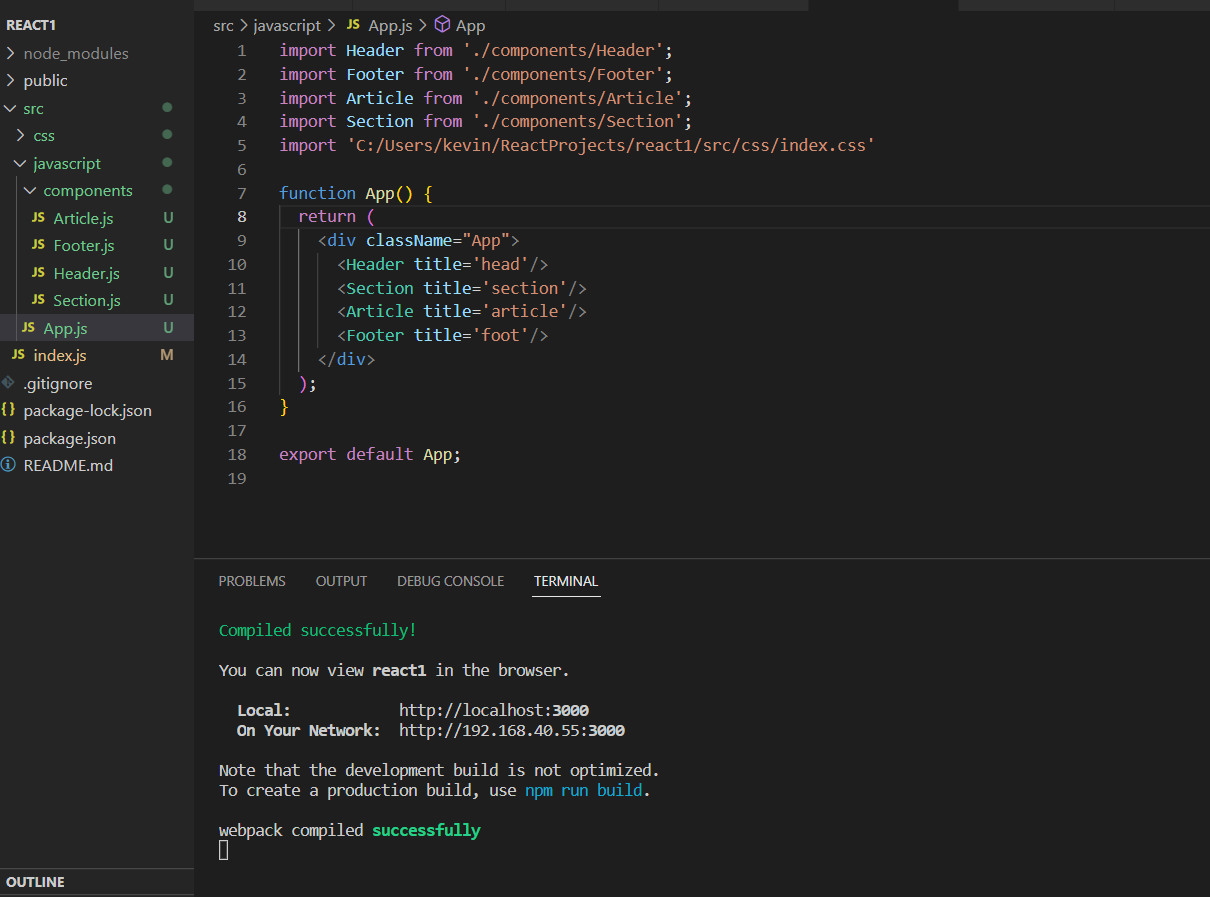 REACT1
node_modules
public
src
css
javascript
components
JS Article.js U
JS Footer.js U
JS Header.js U
JS Section.js U
JS App.js U
JS index.js M
.gitignore
{} package-lock.json
{} package.json
README.md
OUTLINE
src > javascript > JS App.js > App
1 import Header from './components/Header';
2 import Footer from './components/Footer';
3 import Article from './components/Article';
4 import Section from './components/Section';
5 import 'C:/Users/kevin/ReactProjects/react1/src/css/index.css'
6
7 function App() {
8 return (
9 <div className="App">
10 <Header title='head'/>
11 <Section title='section'/>
12 <Article title='article'/>
13 <Footer title='foot'/>
14 </div>
15 );
16 }
17
18 export default App;
19
PROBLEMS OUTPUT DEBUG CONSOLE TERMINAL
Compiled successfully!
You can now view react1 in the browser.
Local: http://localhost:3000
On Your Network: http://192.168.40.55:3000
Note that the development build is not optimized.
To create a production build, use npm run build.
webpack compiled successfully